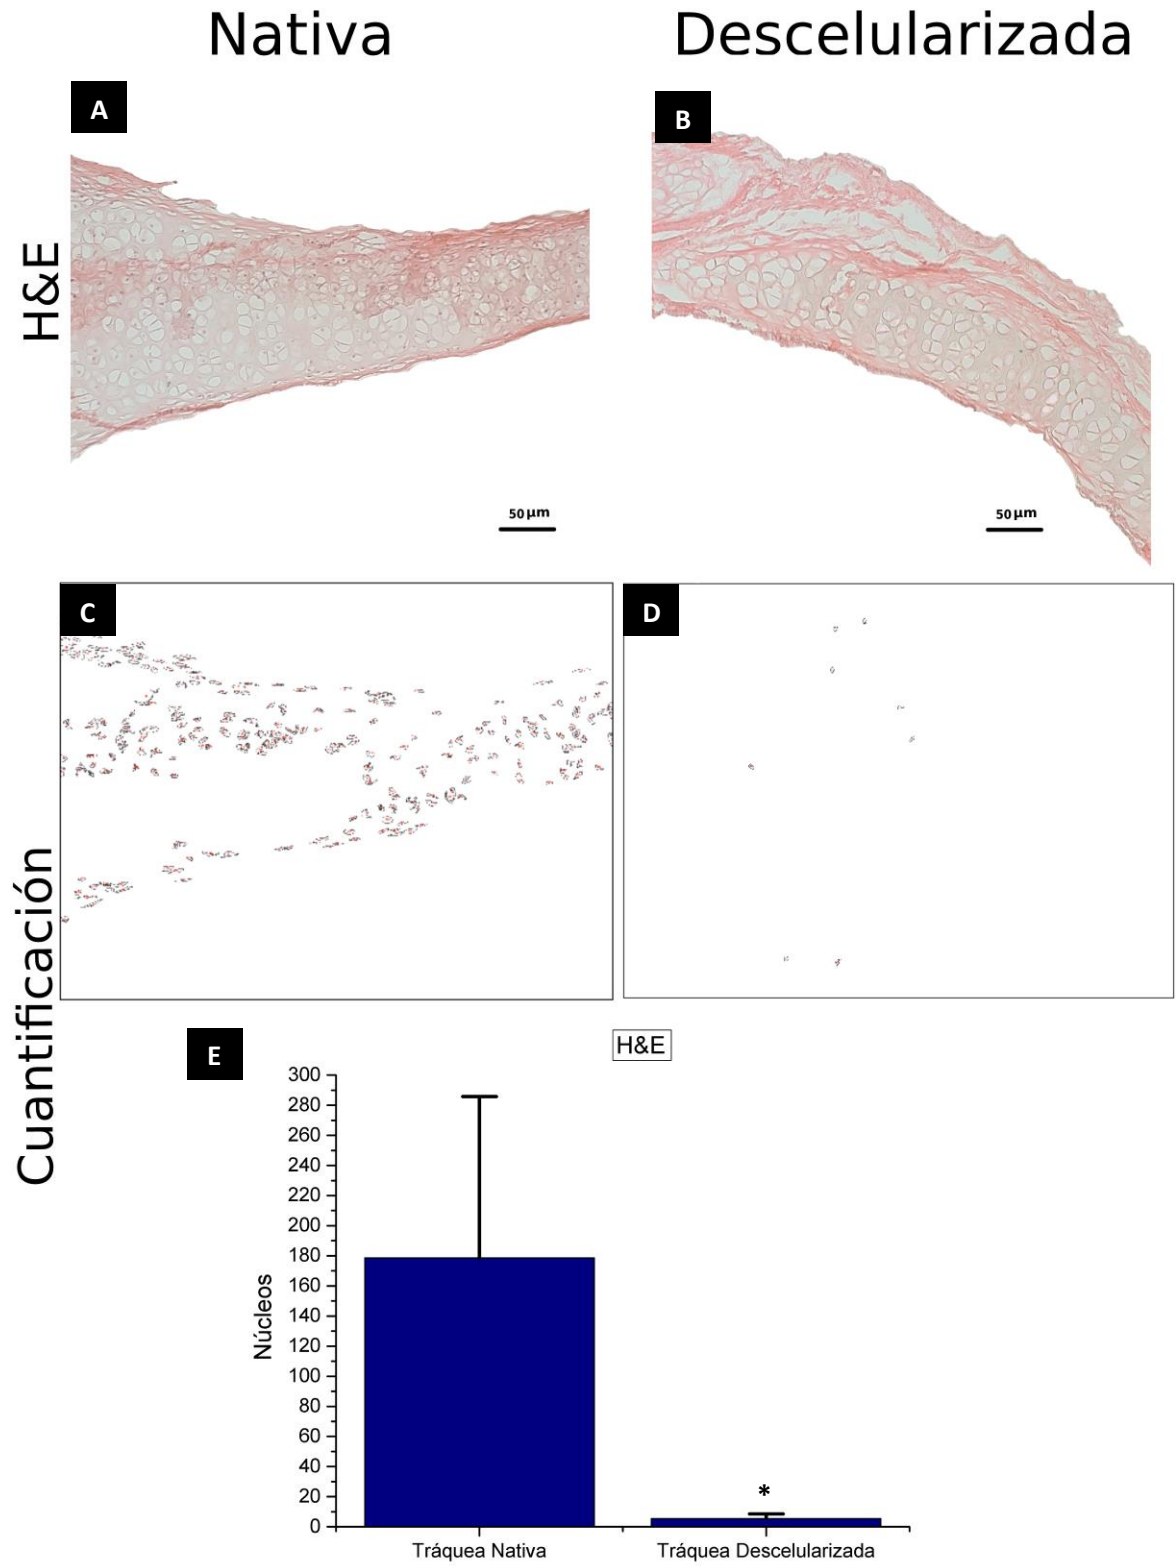 Nativa
Descelularizada
A
B
H&E
50 μm
50 μm
C
D
Cuantificación
E
H&E
300
280
260
240
220
200
180
160
140
120
100
80
60
40
20
0
Núcleos
*
Tráquea Nativa
Tráquea Descelularizada